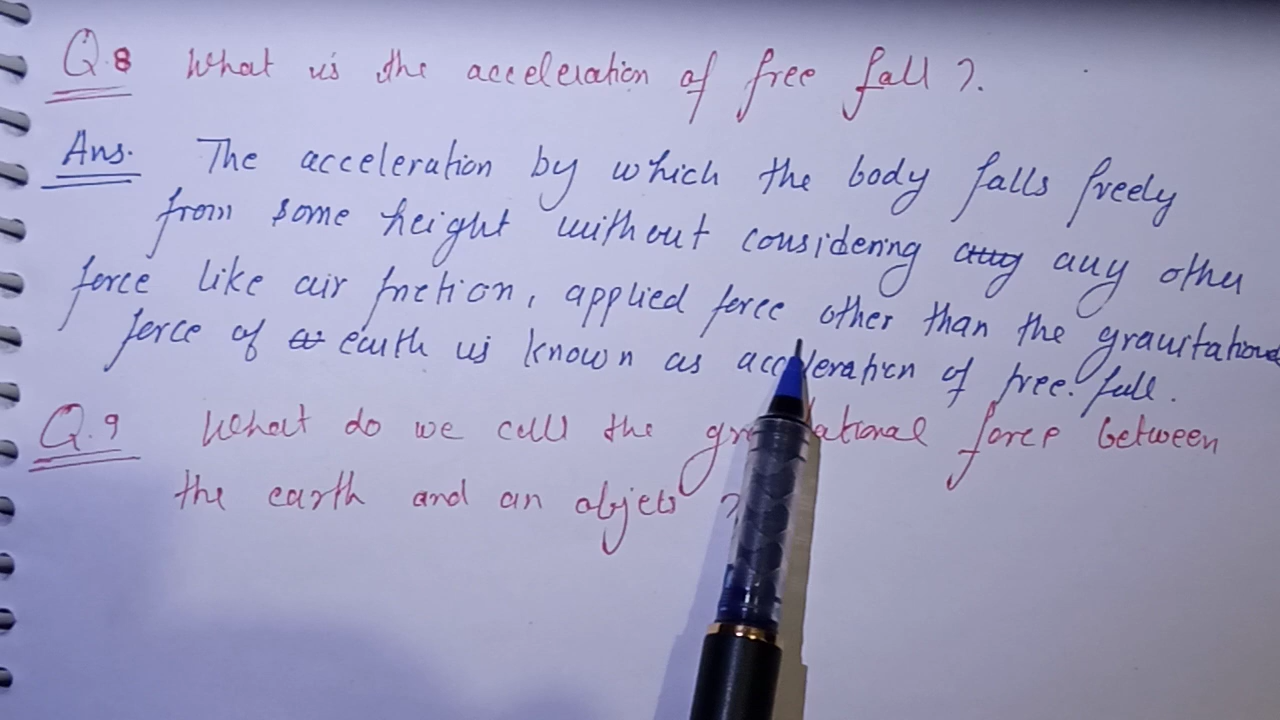 Q.8 What is the acceleration of free fall ?.
Ans. The acceleration by which the body falls freely
from some height without considering any any other
force like air friction, applied force other than the gravitational
force of earth is known as acceleration of free. fall.
Q.9 What do we call the force between
the earth and an objets ?